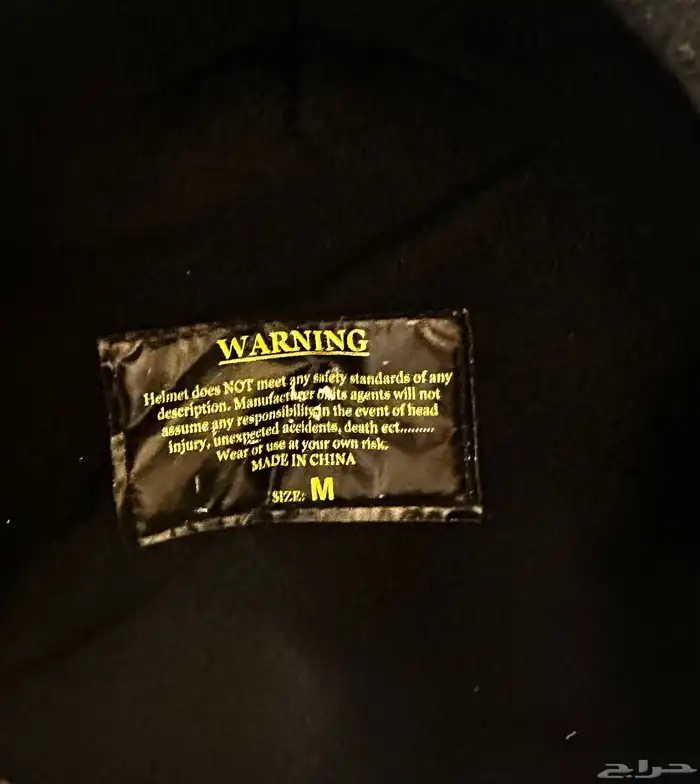 WARNING
Helmet does NOT meet any safety standards of any
description. Manufacturer or its agents will not
assume any responsibility in the event of head
injury, unexpected accidents, death ect.........
Wear or use at your own risk.
MADE IN CHINA
SIZE: M
حراج